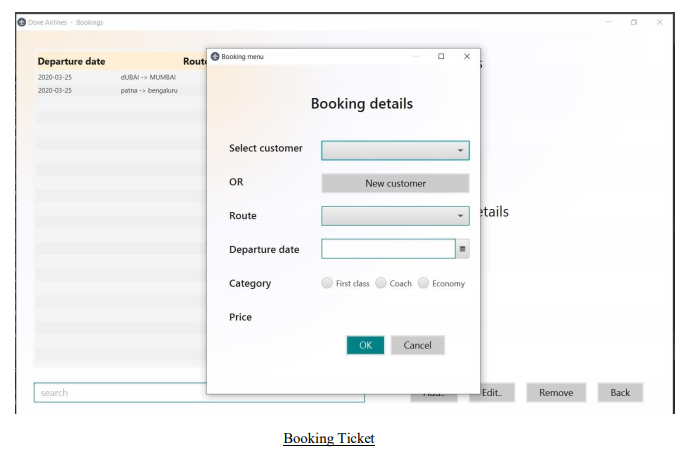 Dove Airlines - Bookings
Departure date
2020-03-25 dUBAI -> MUMBAI
2020-03-25 patna -> bengaluru
Booking menu
Booking details
Select customer
OR New customer
Route
Departure date
Category First class Coach Economy
Price
OK Cancel
etails
search
Edit.. Remove Back
Booking Ticket